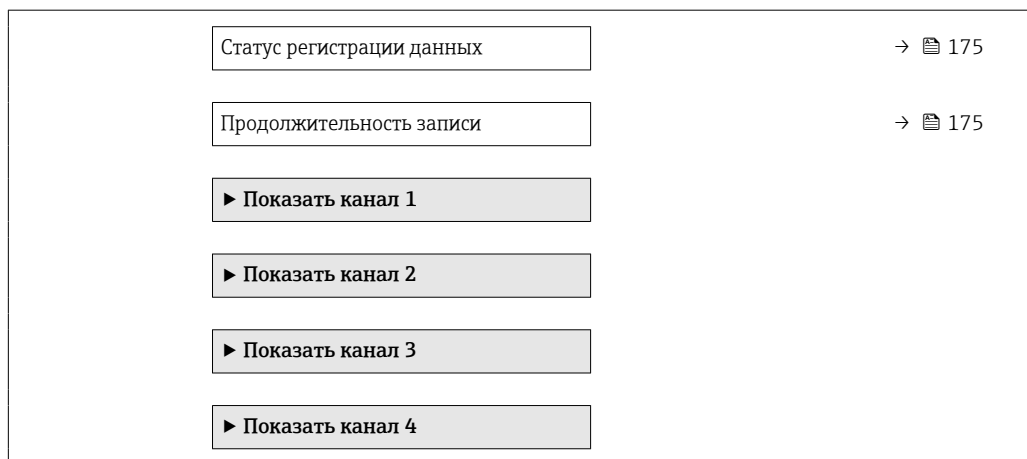 Статус регистрации данных → 🖹 175
Продолжительность записи → 🖹 175
▶ Показать канал 1
▶ Показать канал 2
▶ Показать канал 3
▶ Показать канал 4